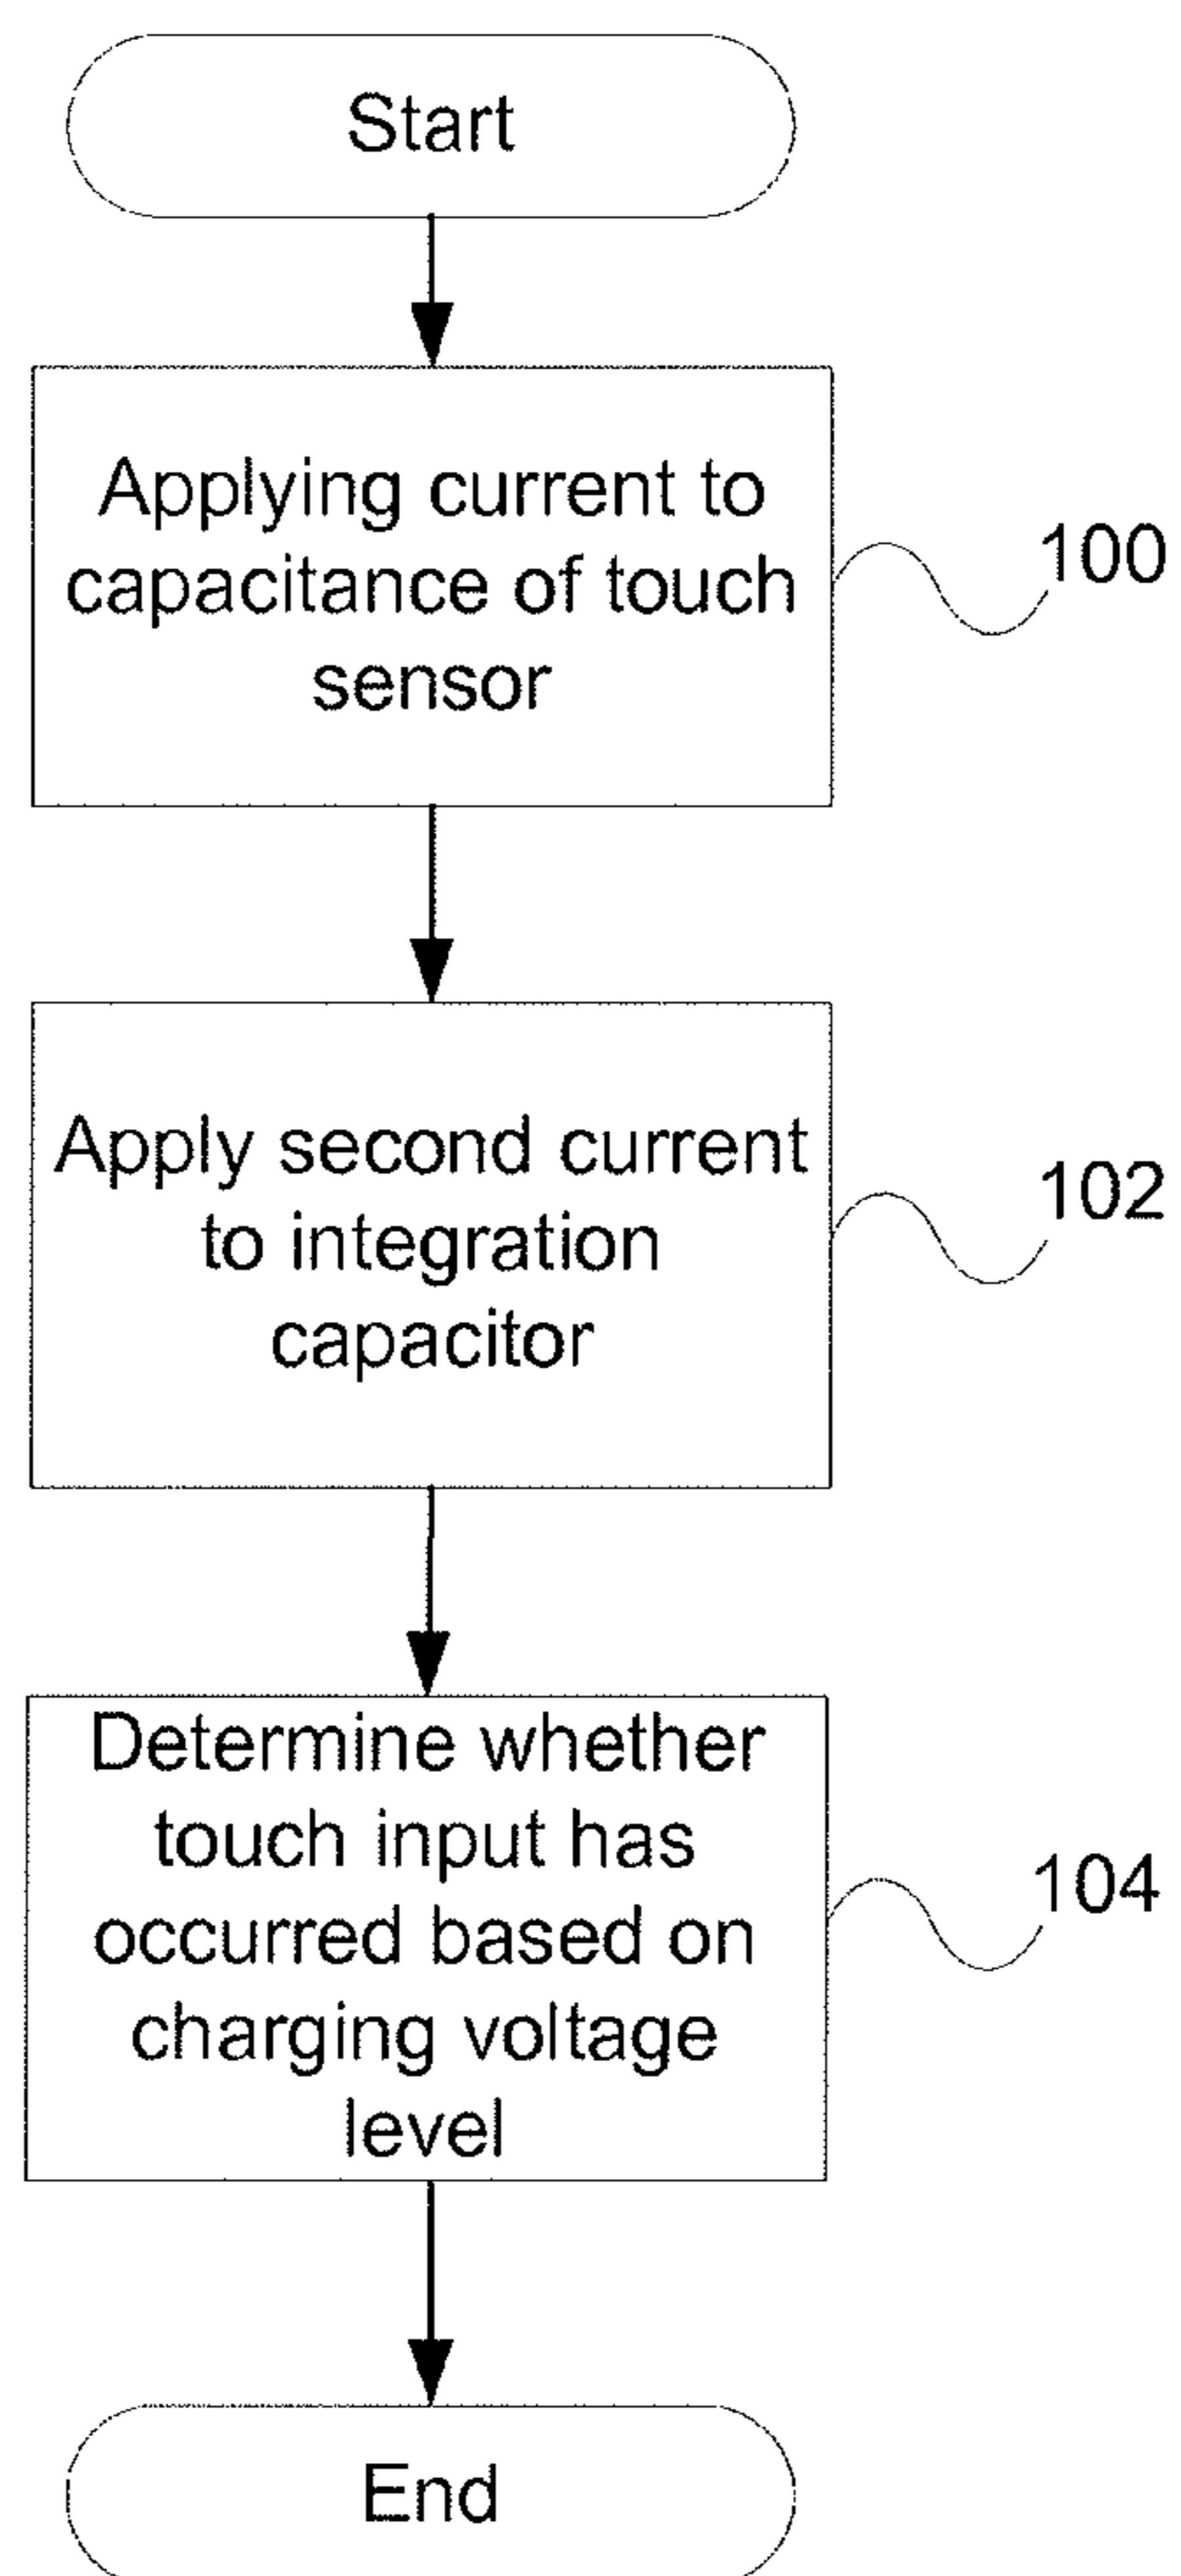 Start
Applying current to
capacitance of touch
sensor
100
Apply second current
to integration
capacitor
102
Determine whether
touch input has
occurred based on
charging voltage
level
104
End